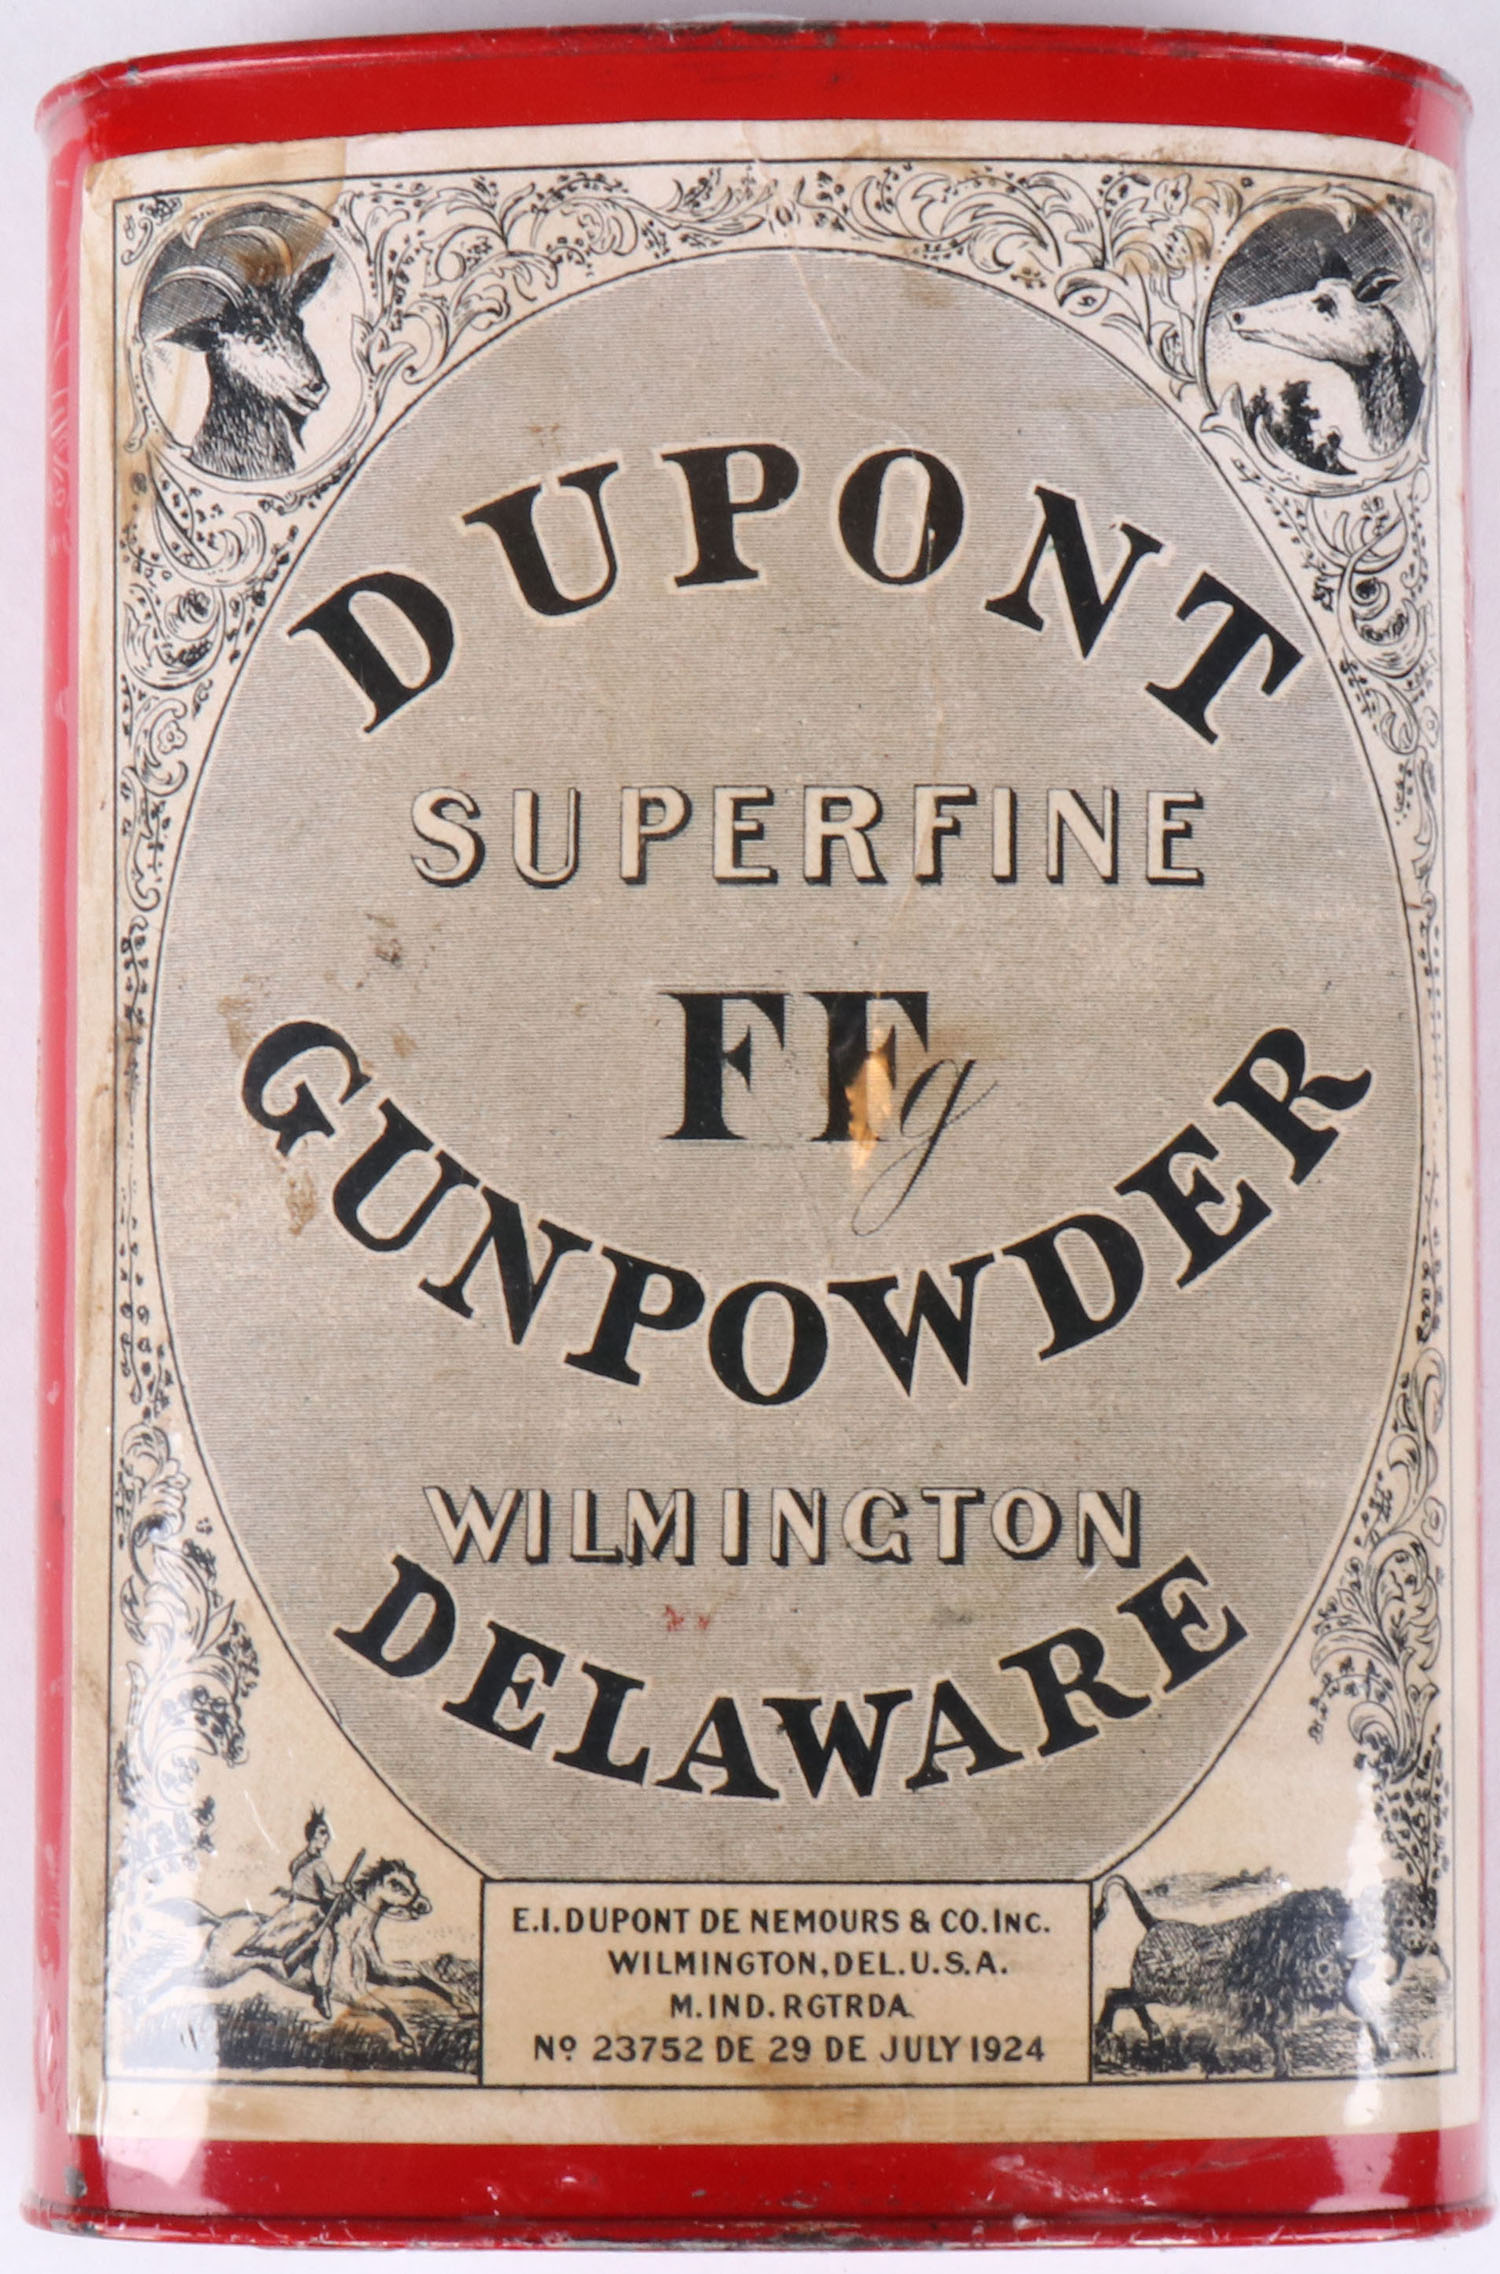 DUPONT
SUPERFINE
FFg
GUNPOWDER
WILMINGTON
DELAWARE
E.I. DUPONT DE NEMOURS & CO. INC.
WILMINGTON, DEL. U.S.A.
M. IND. RGTRDA.
Nº 23752 DE 29 DE JULY 1924